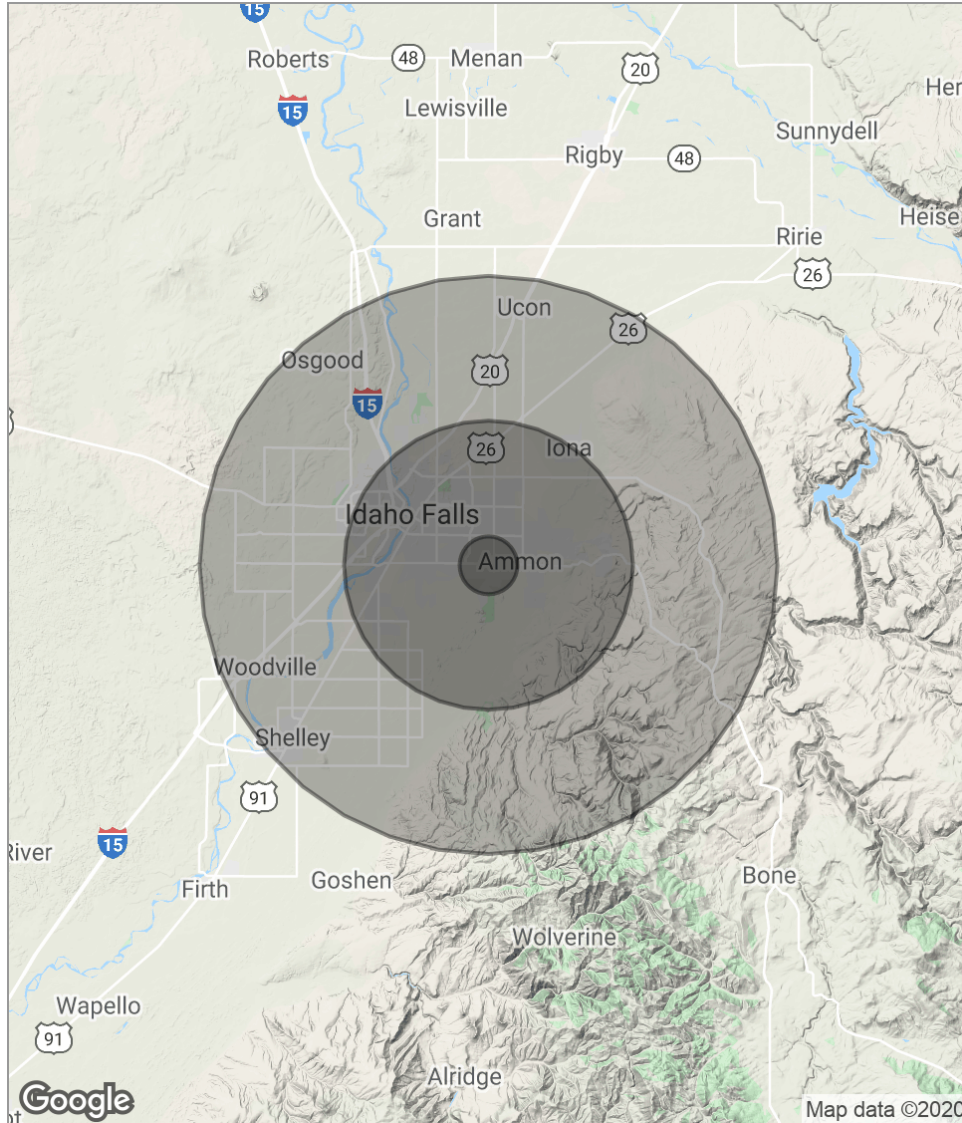 15
Roberts
48
Menan
20
15
Lewisville
Her
Sunnydell
Rigby
48
Grant
Heise
Ririe
26
Ucon
26
Osgood
20
15
26
Iona
Idaho Falls
Ammon
Woodville
Shelley
91
15
River
Firth
Goshen
Bone
Wolverine
Wapello
91
Alridge
Google
Map data ©2020